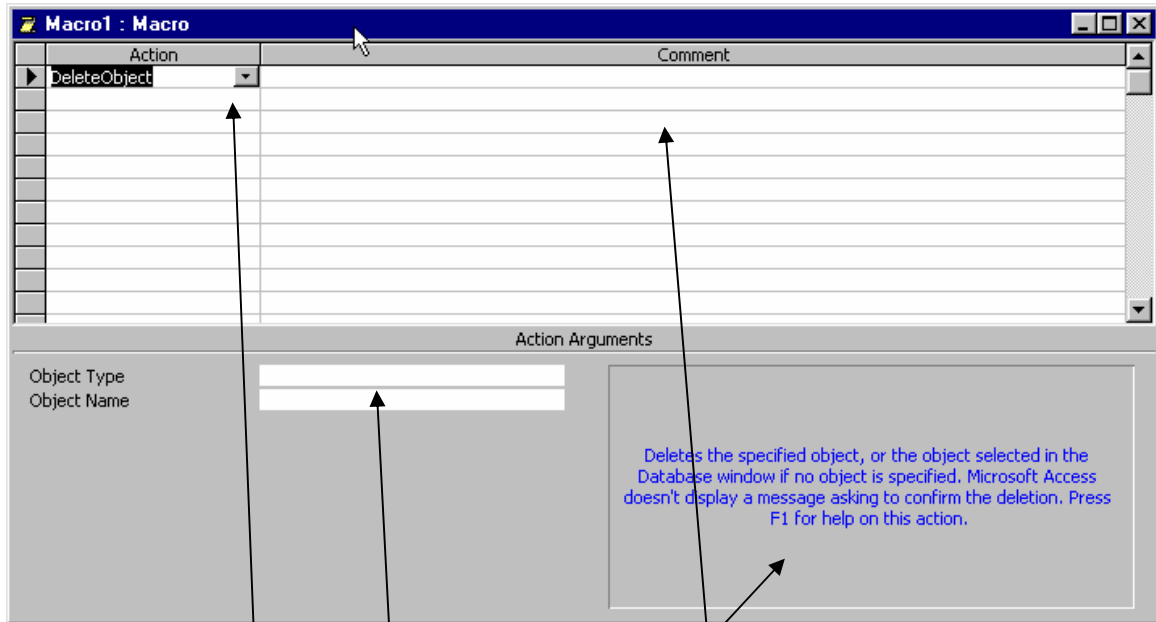 Macro1 : Macro
Action Comment
DeleteObject
Action Arguments
Object Type
Object Name
Deletes the specified object, or the object selected in the
Database window if no object is specified. Microsoft Access
doesn't display a message asking to confirm the deletion. Press
F1 for help on this action.